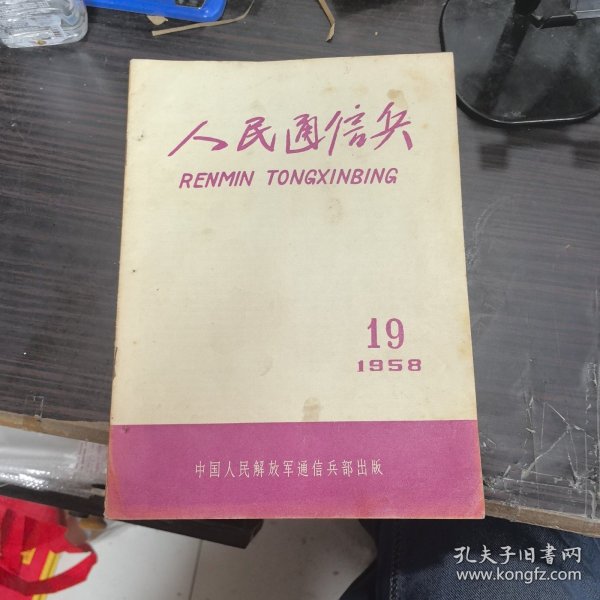 人民通信兵
RENMIN TONGXINBING
19
1958
中国人民解放军通信兵部出版
孔夫子旧书网
www.kongfz.com